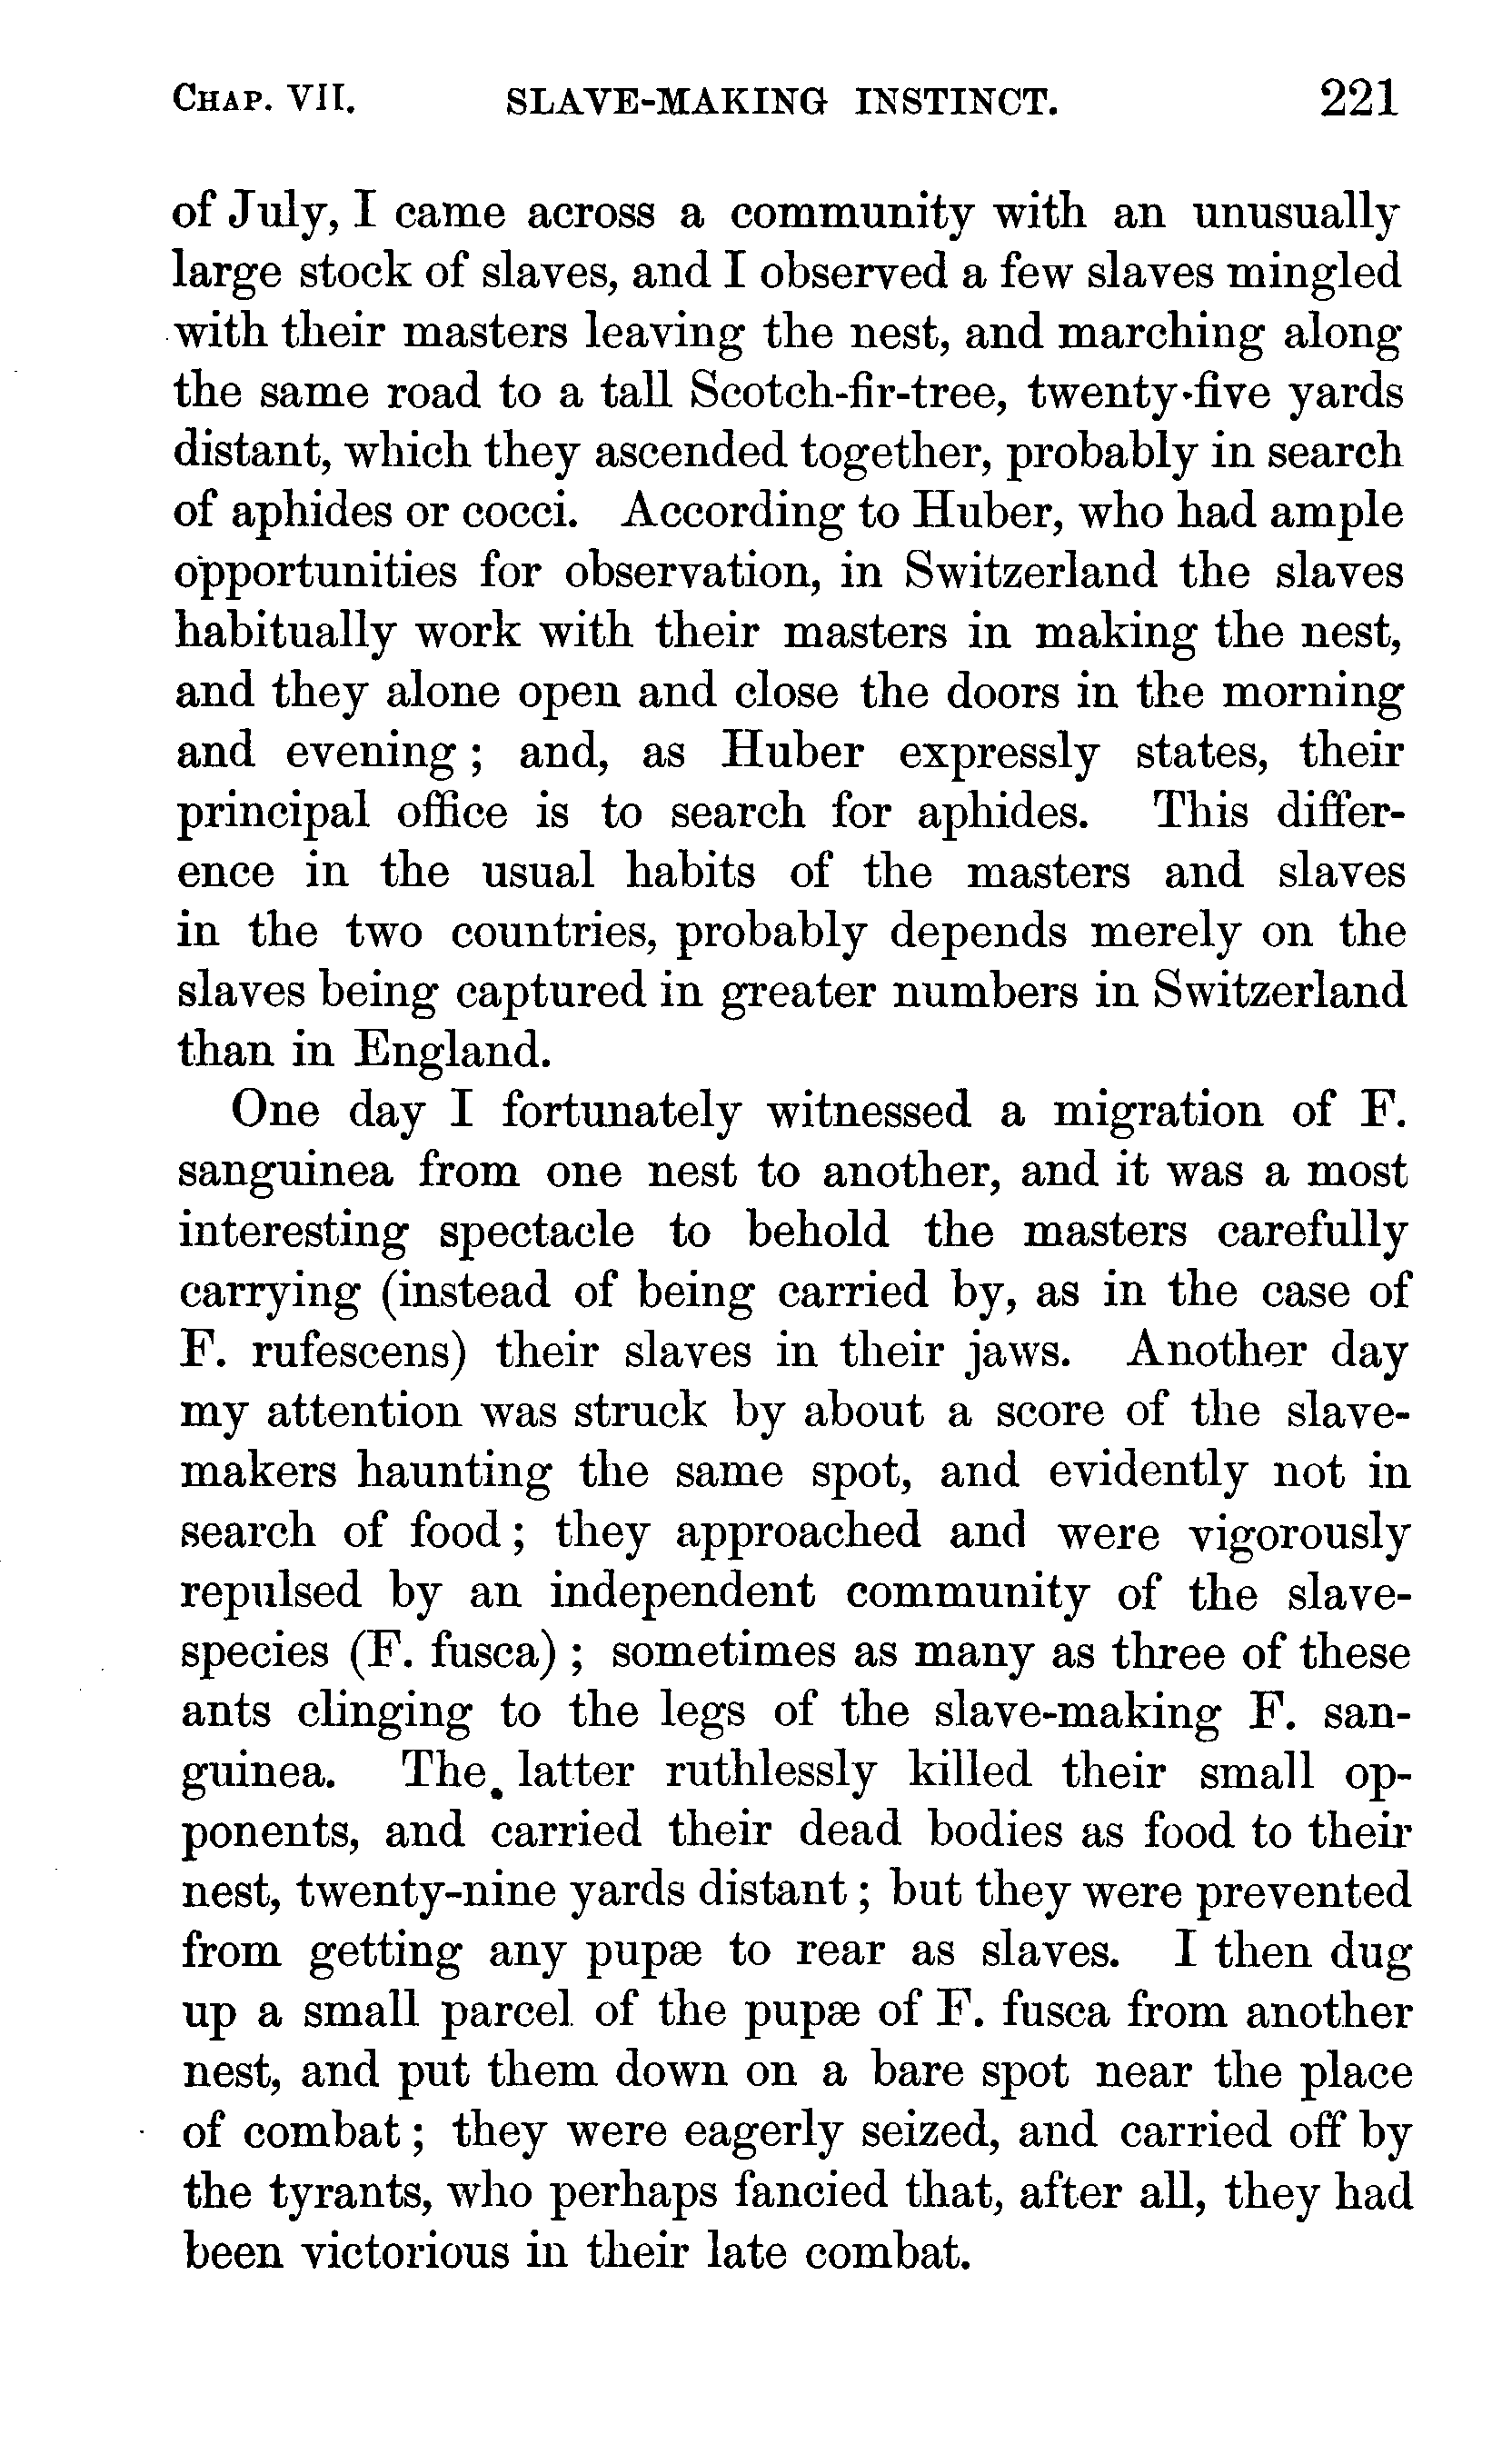 CHAP. VII. SLAVE-MAKING INSTINCT. 221
of July, I came across a community with an unusually
large stock of slaves, and I observed a few slaves mingled
with their masters leaving the nest, and marching along
the same road to a tall Scotch-fir-tree, twenty-five yards
distant, which they ascended together, probably in search
of aphides or cocci. According to Huber, who had ample
opportunities for observation, in Switzerland the slaves
habitually work with their masters in making the nest,
and they alone open and close the doors in the morning
and evening; and, as Huber expressly states, their
principal office is to search for aphides. This differ-
ence in the usual habits of the masters and slaves
in the two countries, probably depends merely on the
slaves being captured in greater numbers in Switzerland
than in England.
One day I fortunately witnessed a migration of F.
sanguinea from one nest to another, and it was a most
interesting spectacle to behold the masters carefully
carrying (instead of being carried by, as in the case of
F. rufescens) their slaves in their jaws. Another day
my attention was struck by about a score of the slave-
makers haunting the same spot, and evidently not in
search of food; they approached and were vigorously
repulsed by an independent community of the slave-
species (F. fusca); sometimes as many as three of these
ants clinging to the legs of the slave-making F. san-
guinea. The latter ruthlessly killed their small op-
ponents, and carried their dead bodies as food to their
nest, twenty-nine yards distant; but they were prevented
from getting any pupæ to rear as slaves. I then dug
up a small parcel of the pupæ of F. fusca from another
nest, and put them down on a bare spot near the place
of combat; they were eagerly seized, and carried off by
the tyrants, who perhaps fancied that, after all, they had
been victorious in their late combat.